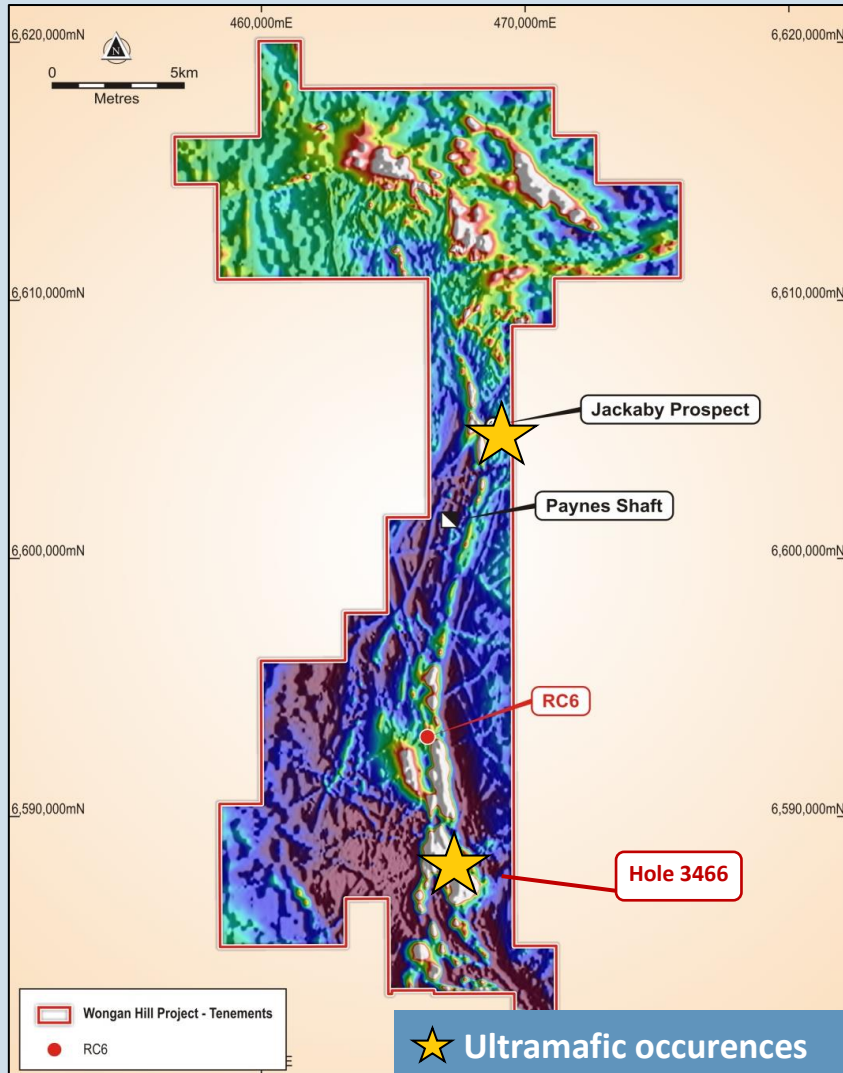 460,000mE
470,000mE
6,620,000mN
6,620,000mN
N
0
5km
Metres
6,610,000mN
6,610,000mN
Jackaby Prospect
Paynes Shaft
6,600,000mN
6,600,000mN
RC6
6,590,000mN
6,590,000mN
Hole 3466
Wongan Hill Project - Tenements
RC6
Ultramafic occurences